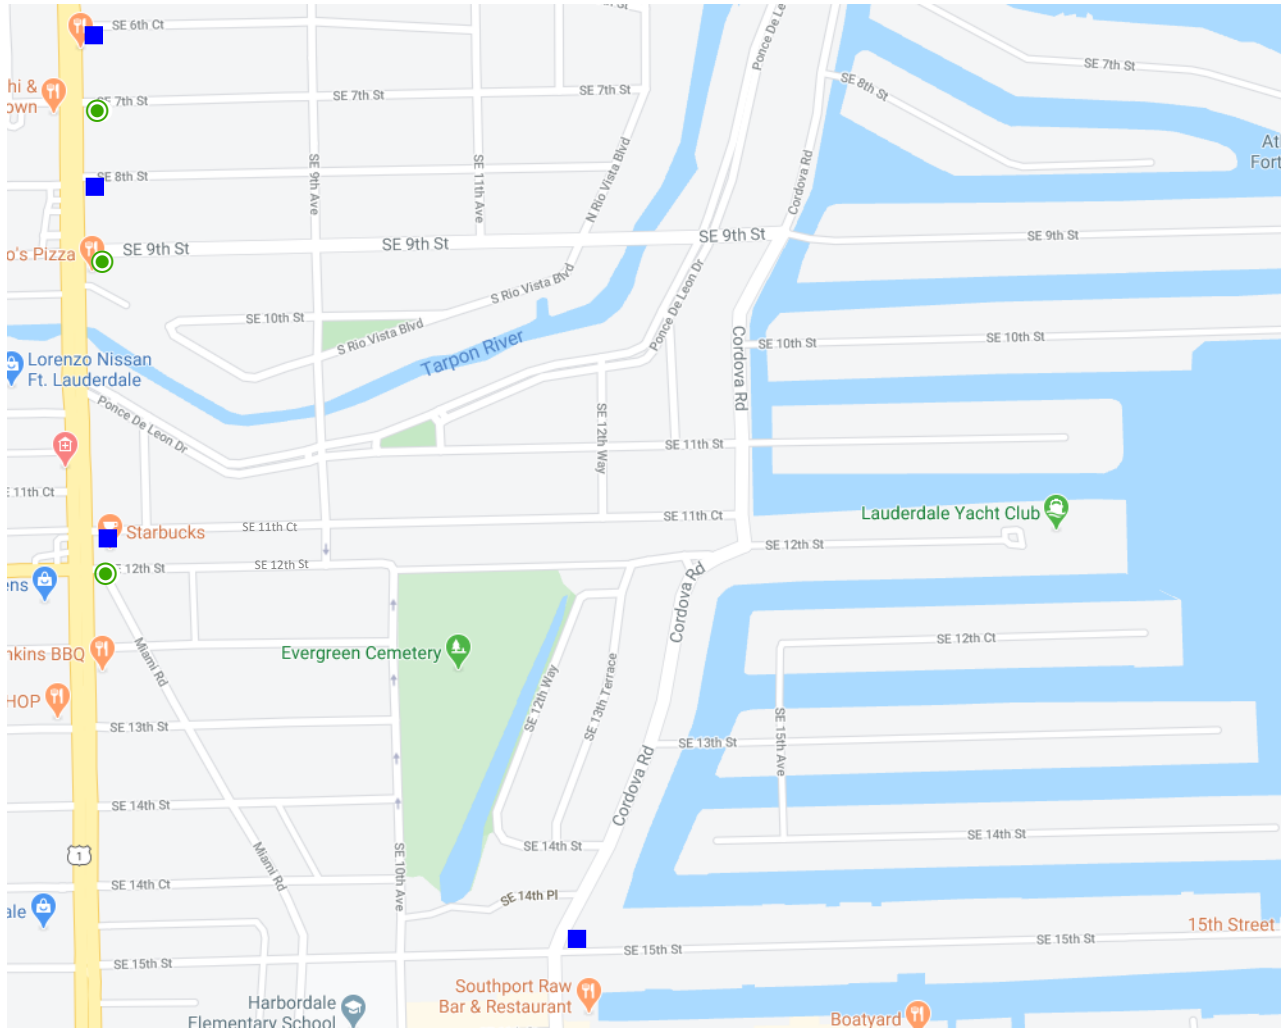 SE 6th Ct
SE 7th St
hi &
own
SE 7th St
SE 7th St
SE 7th St
SE 8th St
SE 8th St
SE 9th Ave
SE 11th Ave
N Rio Vista Blvd
Ponce De Leon
Cordova Rd
At
Fort
o's Pizza
SE 9th St
SE 9th St
SE 9th St
SE 9th St
S Rio Vista Blvd
SE 10th St
S Rio Vista Blvd
Tarpon River
Ponce De Leon Dr
Cordova Rd
SE 10th St
SE 10th St
Lorenzo Nissan
Ft. Lauderdale
Ponce De Leon Dr
SE 12th Way
SE 11th St
E 11th Ct
Starbucks
SE 11th Ct
SE 11th Ct
Lauderdale Yacht Club
SE 12th St
E 12th St
SE 12th St
ens
Cordova Rd
nkins BBQ
Miami Rd
Evergreen Cemetery
SE 12th Way
SE 13th Terrace
SE 12th Ct
HOP
SE 13th St
SE 13th St
SE 15th Ave
Cordova Rd
SE 14th St
SE 14th St
SE 14th St
1
Miami Rd
SE 10th Ave
SE 14th Ct
SE 14th Pl
ale
15th Street
SE 15th St
SE 15th St
SE 15th St
Southport Raw
Bar & Restaurant
Harbordale
Elementary School
Boatyard